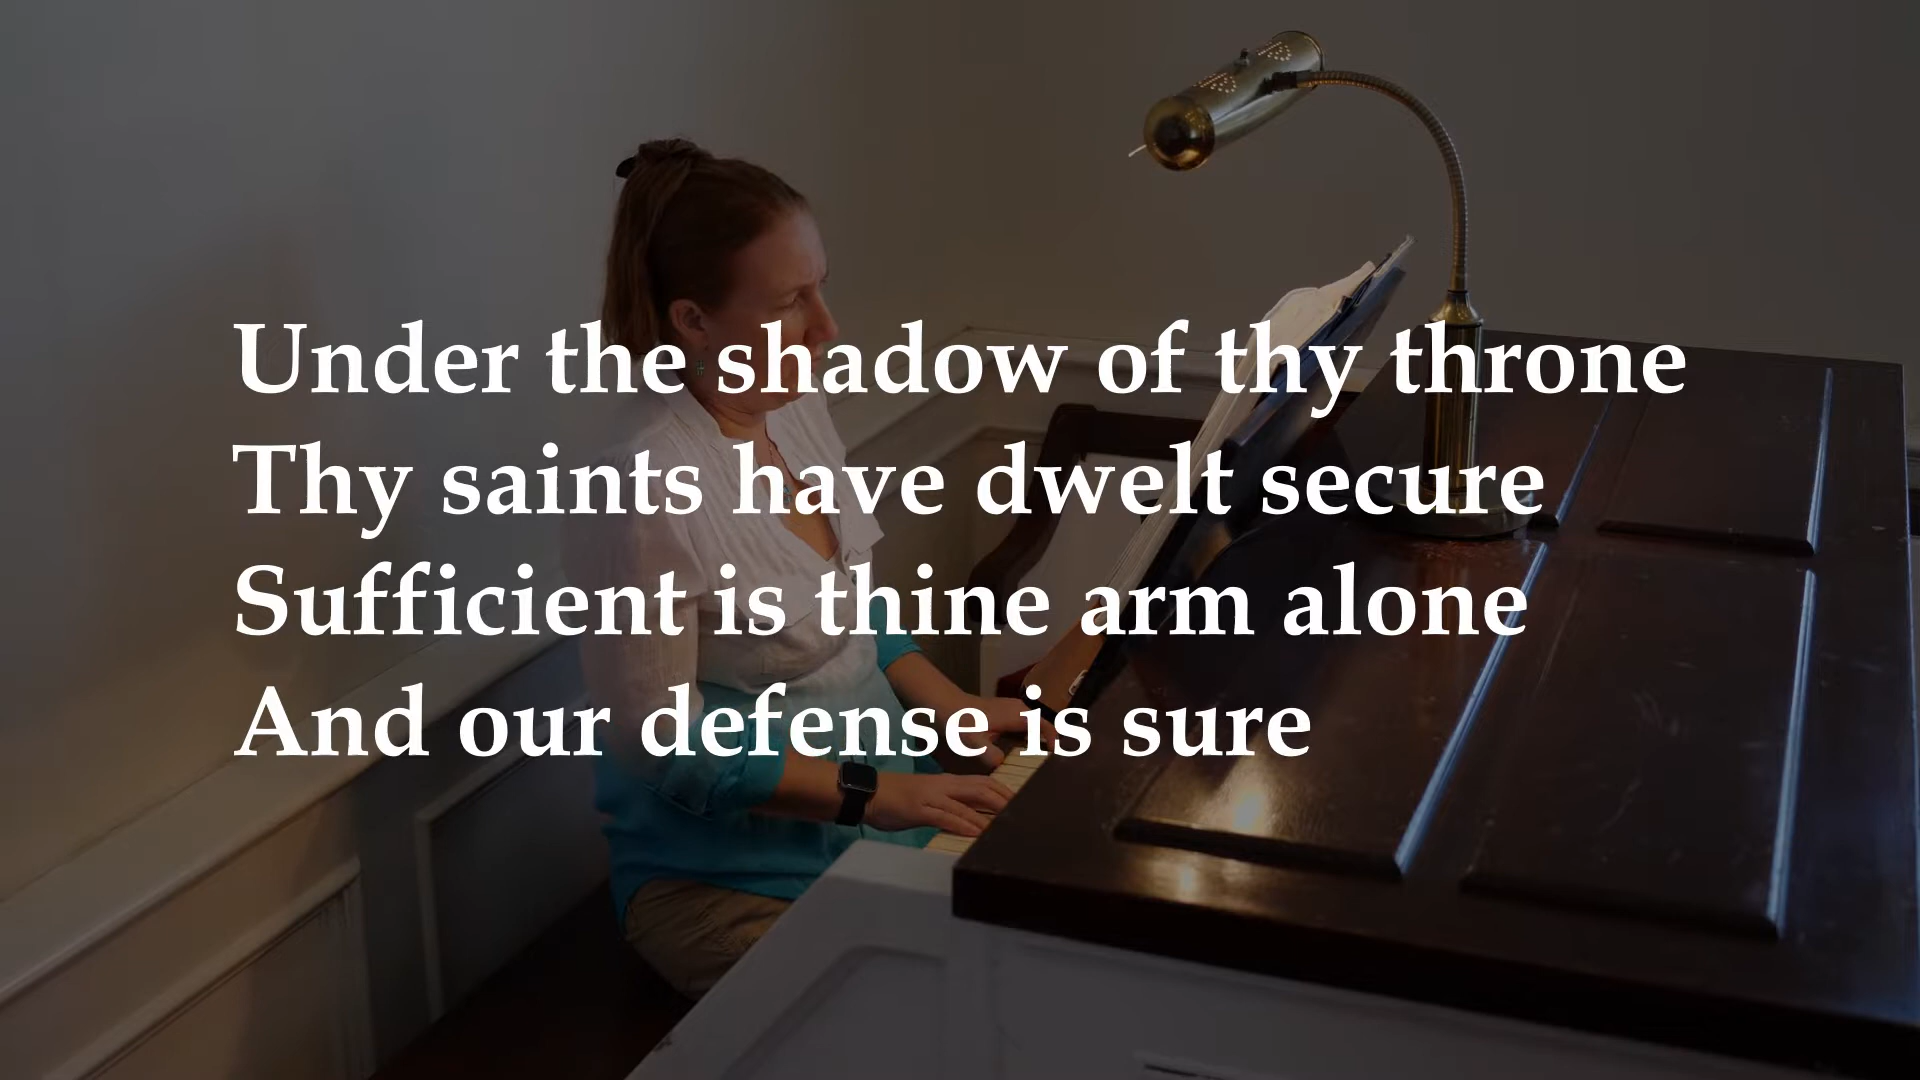 Under the shadow of thy throne
Thy saints have dwelt secure
Sufficient is thine arm alone
And our defense is sure